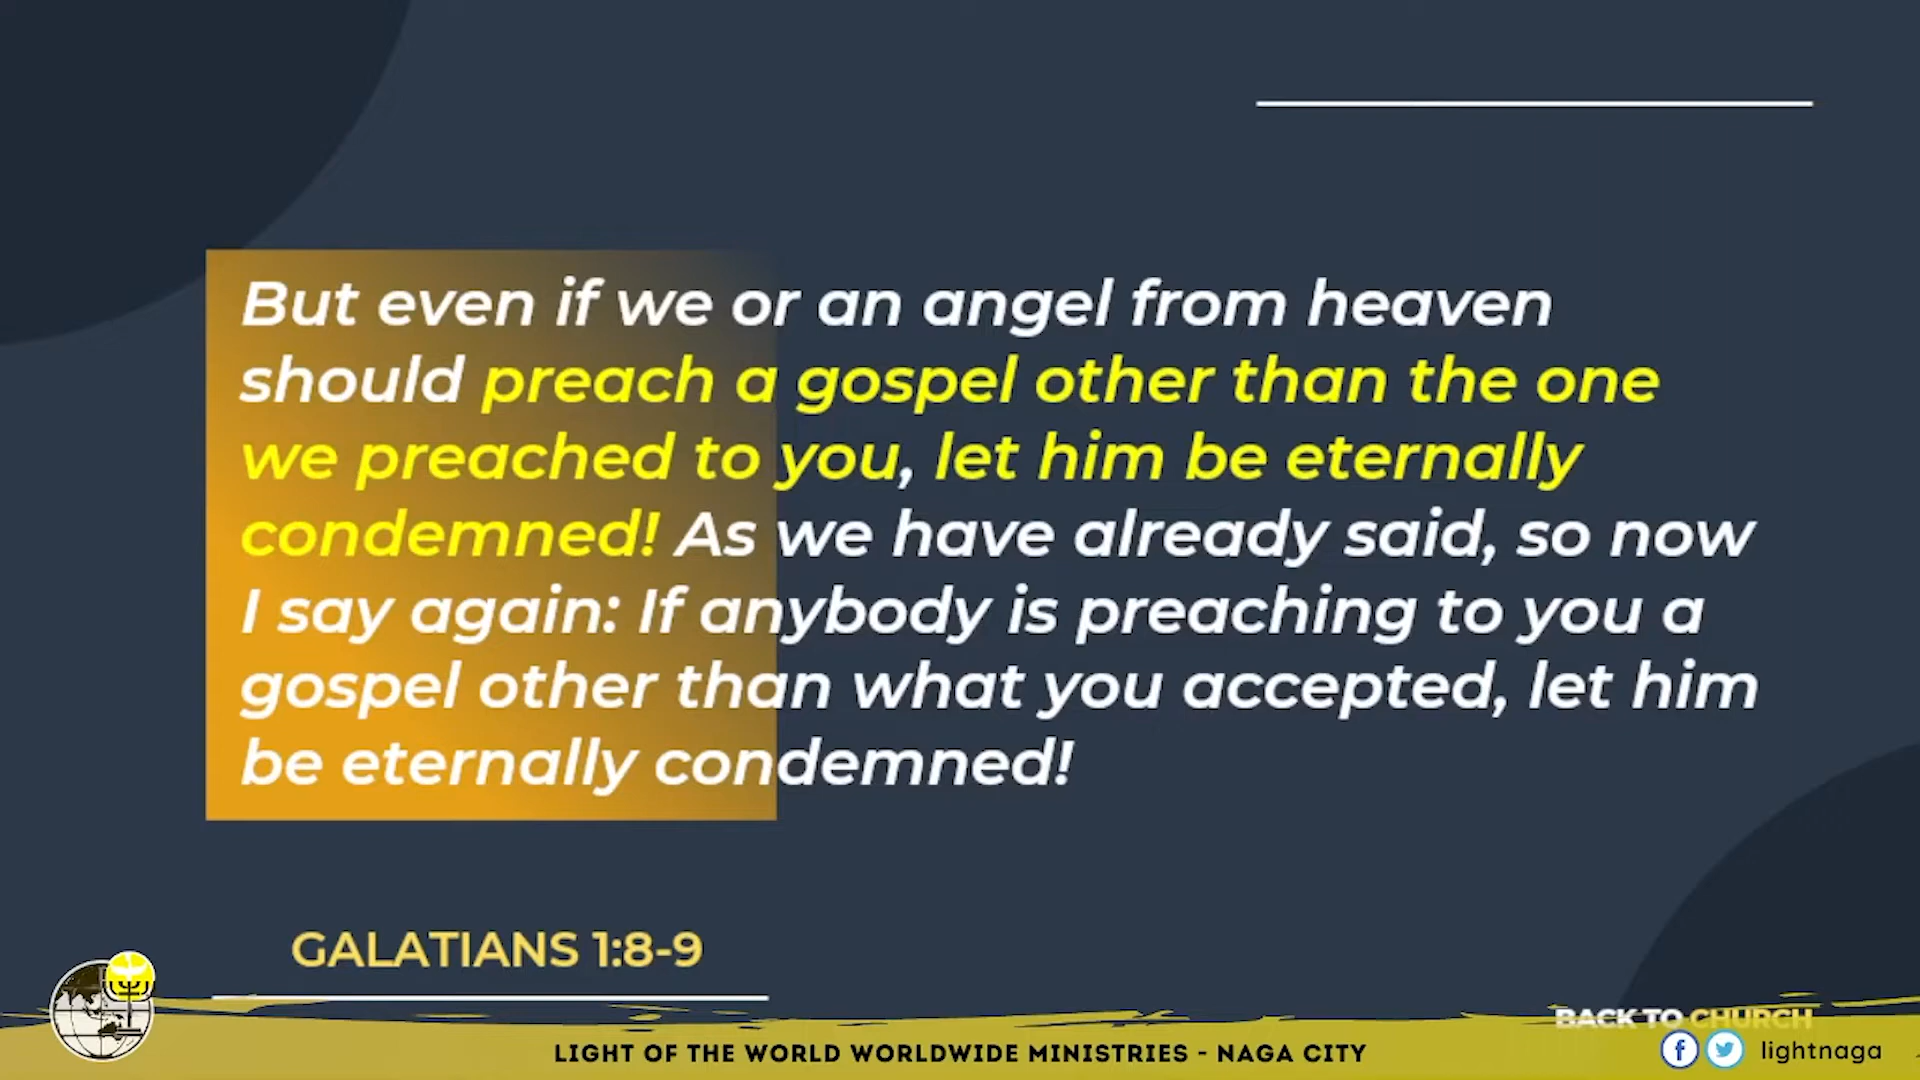 But even if we or an angel from heaven
should preach a gospel other than the one
we preached to you, let him be eternally
condemned! As we have already said, so now
I say again: If anybody is preaching to you a
gospel other than what you accepted, let him
be eternally condemned!
GALATIANS 1:8-9
BACK TO CHURCH
LIGHT OF THE WORLD WORLDWIDE MINISTRIES - NAGA CITY
lightnaga